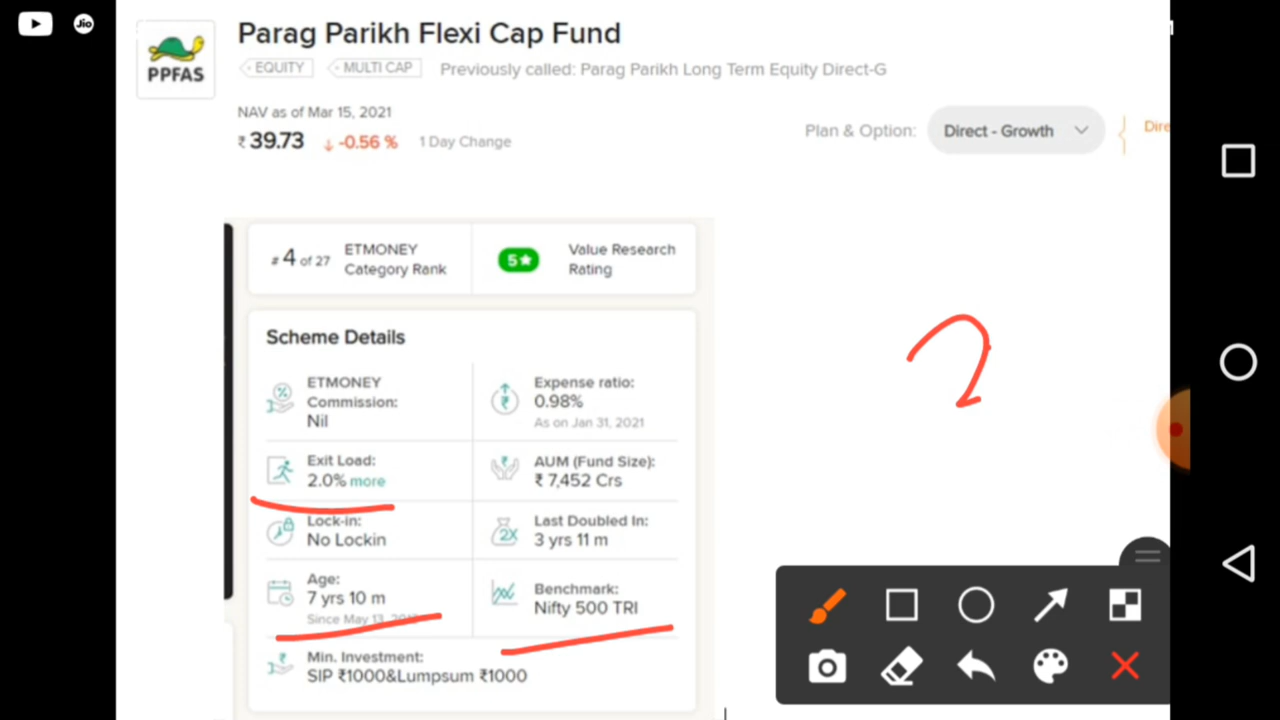 Jio
Parag Parikh Flexi Cap Fund
PPFAS
EQUITY
MULTI CAP
Previously called: Parag Parikh Long Term Equity Direct-G
NAV as of Mar 15, 2021
₹ 39.73 ↓ -0.56 % 1 Day Change
Plan & Option: Direct - Growth
Dire
# 4 of 27
ETMONEY
Category Rank
5★
Value Research
Rating
Scheme Details
ETMONEY
Commission:
Nil
Expense ratio:
0.98%
As on Jan 31, 2021
Exit Load:
2.0% more
AUM (Fund Size):
₹ 7,452 Crs
Lock-in:
No Lockin
2X
Last Doubled In:
3 yrs 11 m
Age:
7 yrs 10 m
Since May 13,
Benchmark:
Nifty 500 TRI
Min. Investment:
SIP ₹1000&Lumpsum ₹1000
2